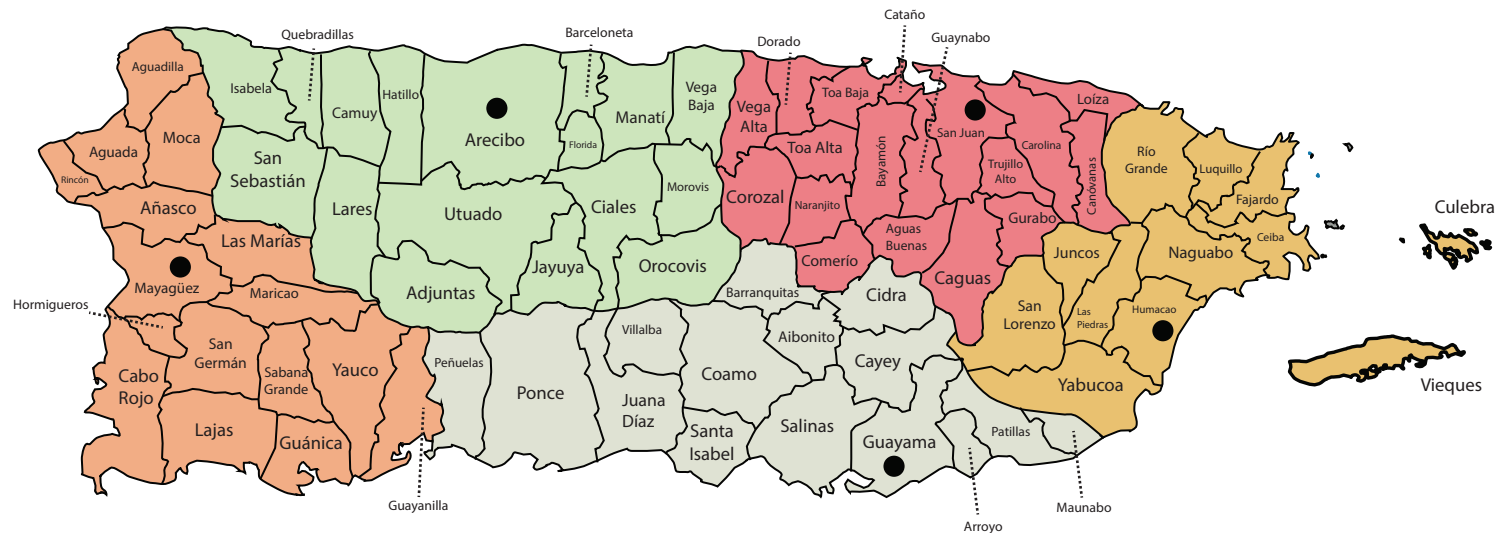 Cataño
Quebradillas
Barceloneta
Dorado
Guaynabo
Aguadilla
Isabela
Camuy
Hatillo
Arecibo
Manatí
Vega
Baja
Vega
Alta
Toa Baja
San Juan
Loíza
Moca
Aguada
Rincón
San
Sebastián
Florida
Toa Alta
Bayamón
Trujillo
Alto
Carolina
Canóvanas
Río
Grande
Luquillo
Fajardo
Ceiba
Culebra
Añasco
Lares
Utuado
Ciales
Morovis
Corozal
Naranjito
Aguas
Buenas
Gurabo
Juncos
Naguabo
Las Marías
Mayagüez
Maricao
Hormigueros
Adjuntas
Jayuya
Orocovis
Comerío
Barranquitas
Cidra
Caguas
San
Lorenzo
Las
Piedras
Humacao
San
Germán
Sabana
Grande
Yauco
Peñuelas
Ponce
Villalba
Coamo
Aibonito
Cayey
Yabucoa
Vieques
Cabo
Rojo
Lajas
Guánica
Juana
Díaz
Santa
Isabel
Salinas
Guayama
Patillas
Guayanilla
Arroyo
Maunabo